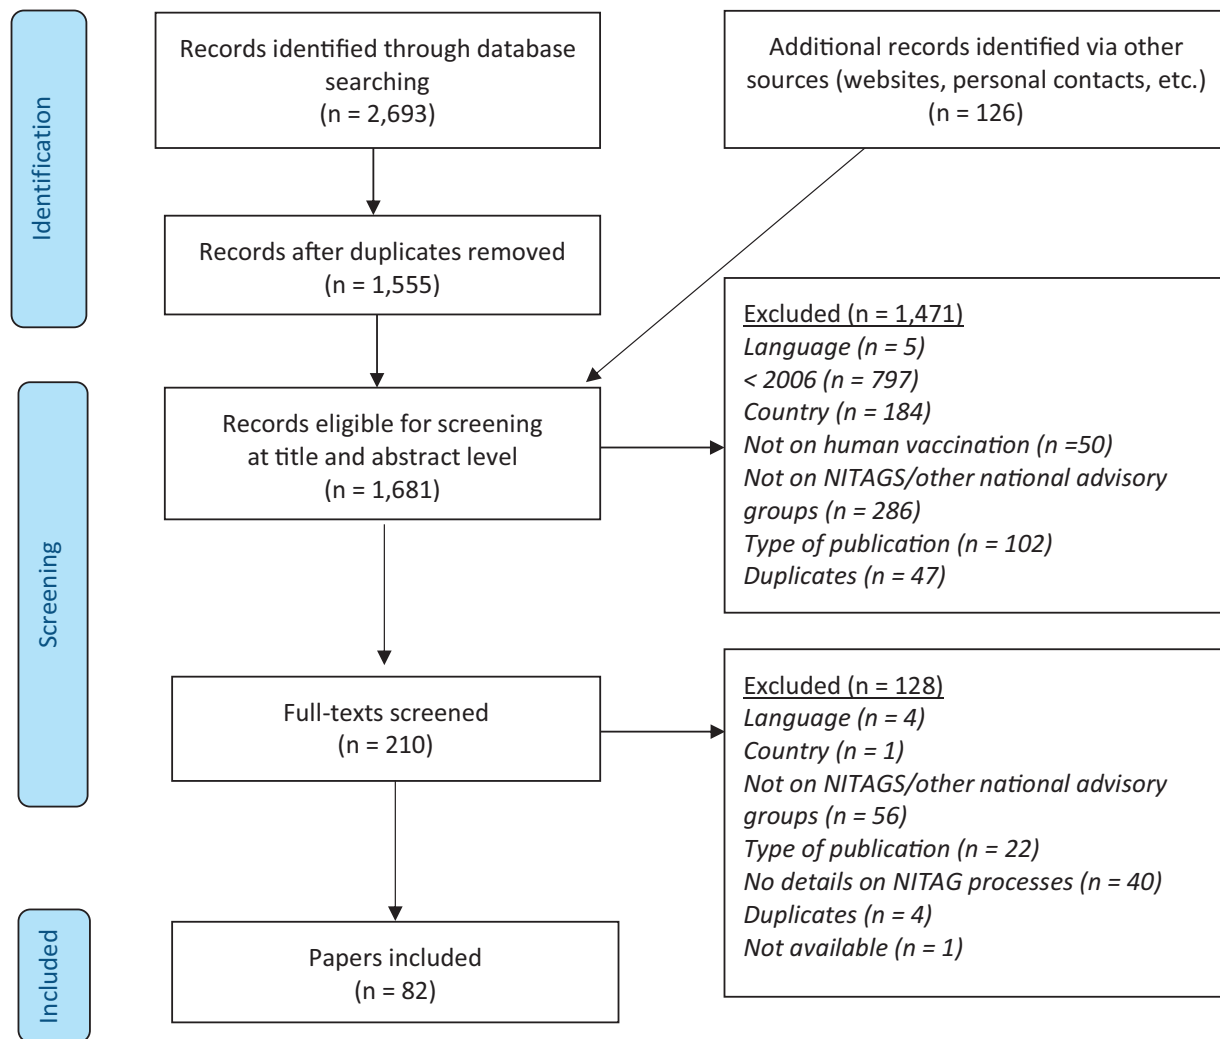 Identification
Records identified through database
searching
(n = 2,693)
Additional records identified via other
sources (websites, personal contacts, etc.)
(n = 126)
Records after duplicates removed
(n = 1,555)
Screening
Records eligible for screening
at title and abstract level
(n = 1,681)
Excluded (n = 1,471)
Language (n = 5)
< 2006 (n = 797)
Country (n = 184)
Not on human vaccination (n =50)
Not on NITAGS/other national advisory
groups (n = 286)
Type of publication (n = 102)
Duplicates (n = 47)
Full-texts screened
(n = 210)
Excluded (n = 128)
Language (n = 4)
Country (n = 1)
Not on NITAGS/other national advisory
groups (n = 56)
Type of publication (n = 22)
No details on NITAG processes (n = 40)
Duplicates (n = 4)
Not available (n = 1)
Included
Papers included
(n = 82)